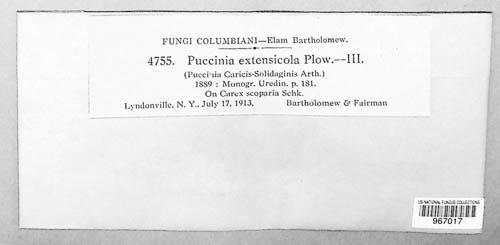 FUNGI COLUMBIANI—Elam Bartholomew.
4755. Puccinia extensicola Plow.--III.
(Puccinia Caricis-Solidaginis Arth.)
1889 : Monogr. Uredin. p. 181.
On Carex scoparia Schk.
Lyndonville, N. Y., July 17, 1913, Bartholomew & Fairman
US NATIONAL FUNGUS COLLECTIONS
967017